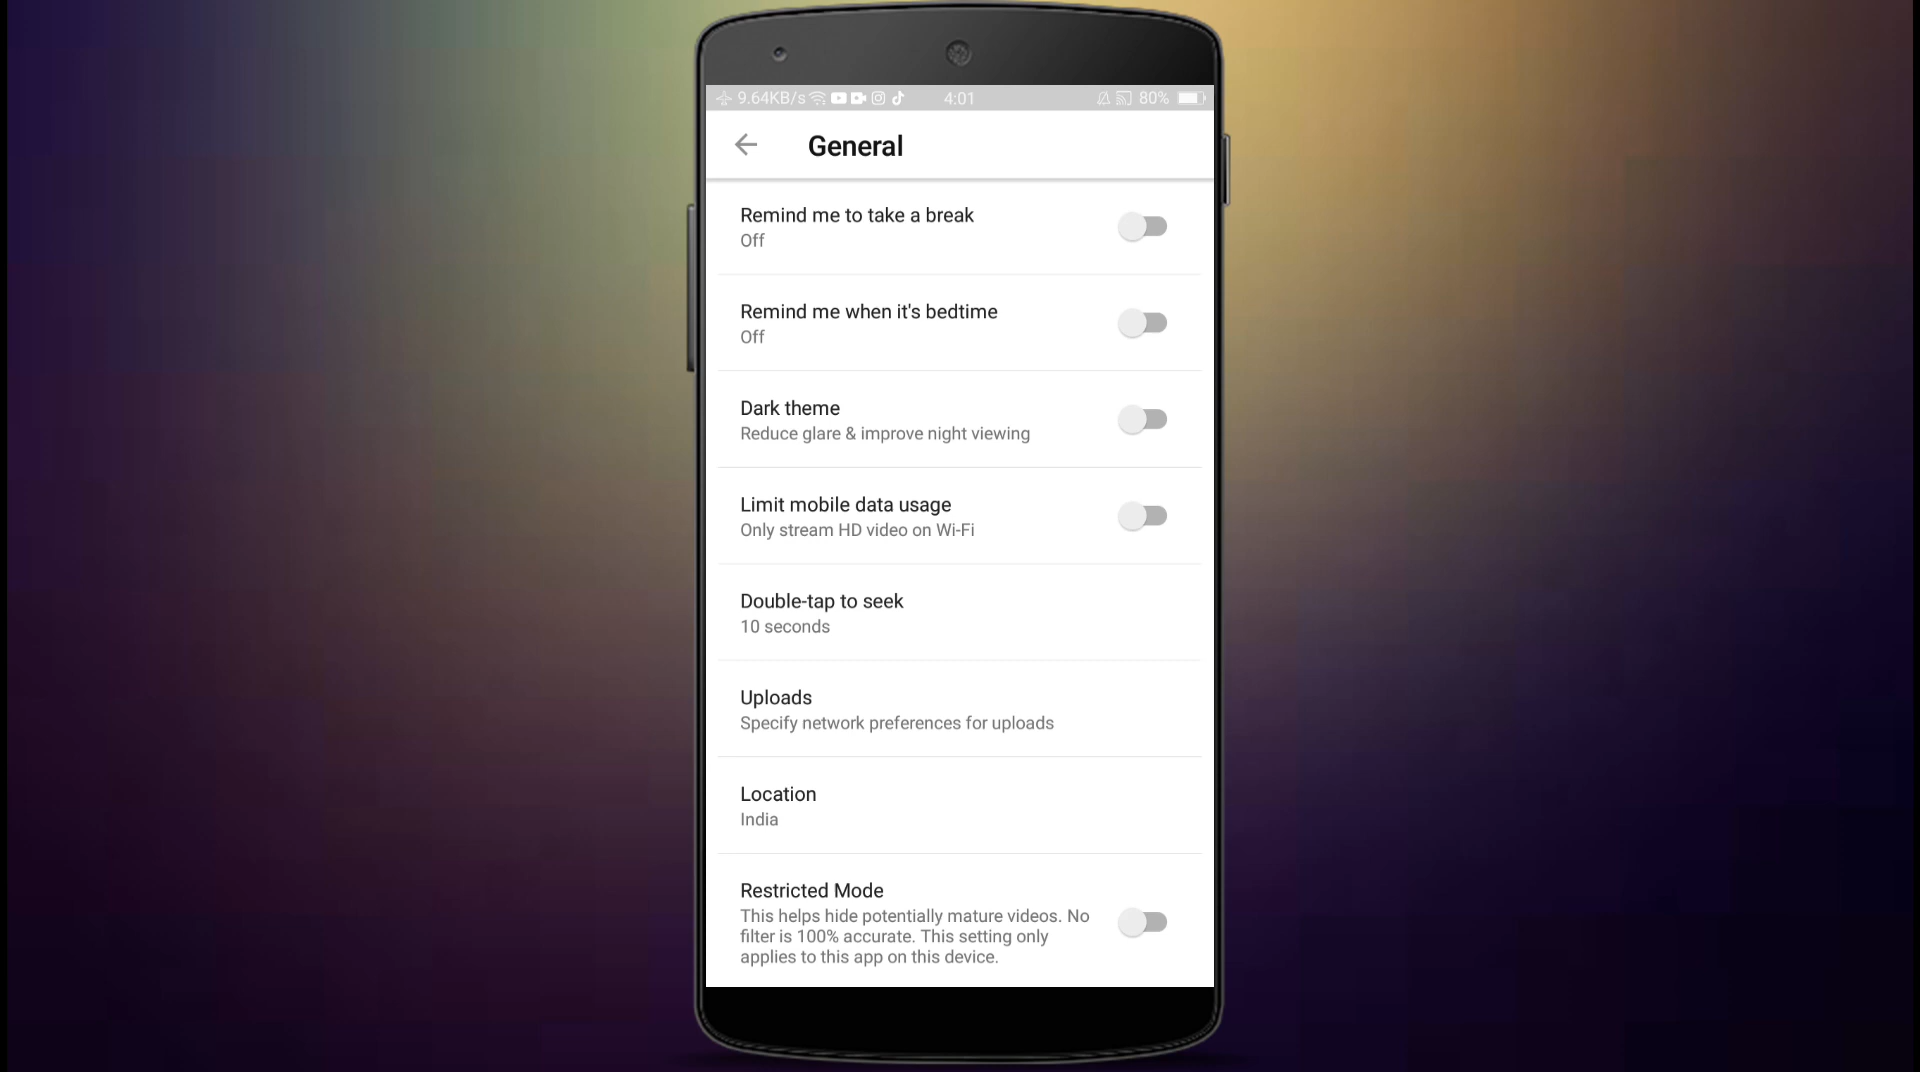 9.64KB/s 4:01 80%
General
Remind me to take a break
Off
Remind me when it's bedtime
Off
Dark theme
Reduce glare & improve night viewing
Limit mobile data usage
Only stream HD video on Wi-Fi
Double-tap to seek
10 seconds
Uploads
Specify network preferences for uploads
Location
India
Restricted Mode
This helps hide potentially mature videos. No
filter is 100% accurate. This setting only
applies to this app on this device.